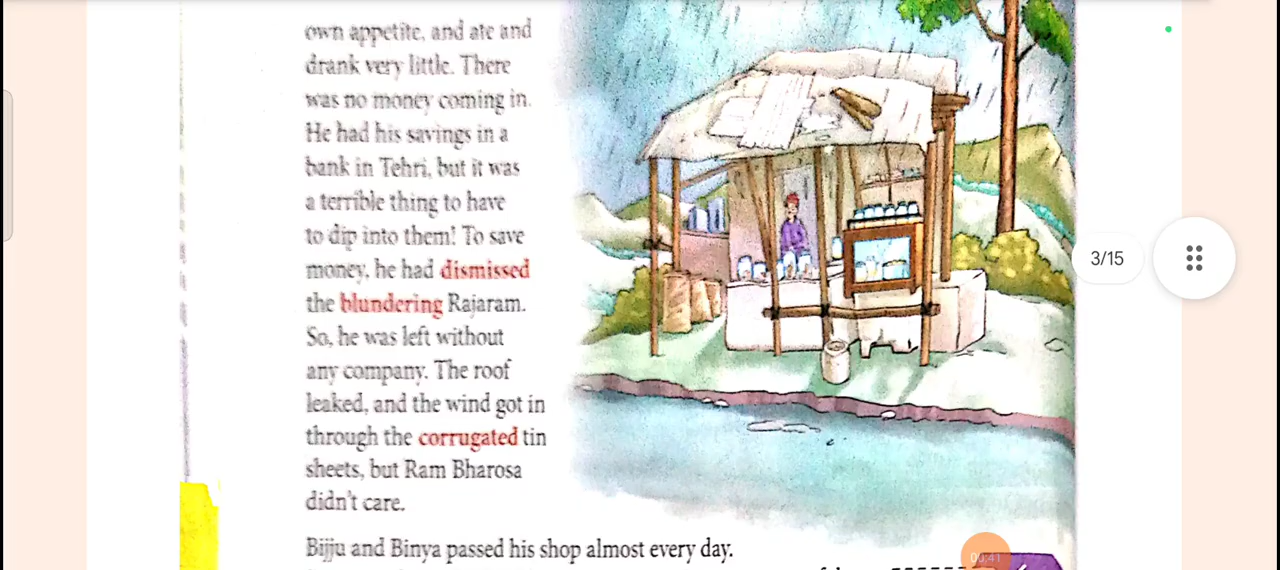 own appetite, and ate and
drank very little. There
was no money coming in.
He had his savings in a
bank in Tehri, but it was
a terrible thing to have
to dip into them! To save
money, he had dismissed
the blundering Rajaram.
So, he was left without
any company. The roof
leaked, and the wind got in
through the corrugated tin
sheets, but Ram Bharosa
didn't care.
Bijju and Binya passed his shop almost every day.
3/15
00:41